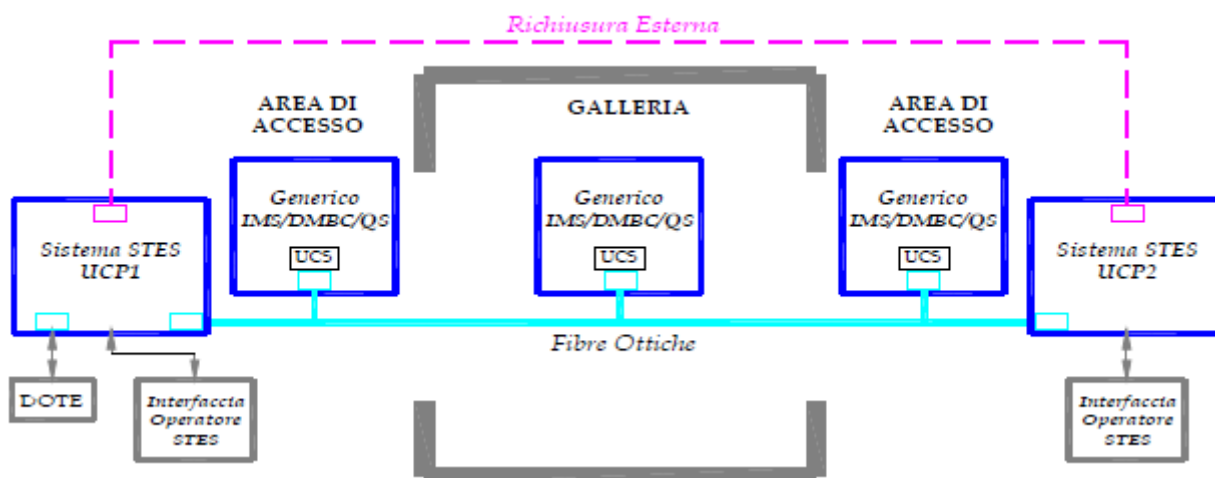 Richiusura Esterna
AREA DI
ACCESSO
GALLERIA
AREA DI
ACCESSO
Generico
IMS/DMBC/QS
UCS
Generico
IMS/DMBC/QS
UCS
Generico
IMS/DMBC/QS
UCS
Sistema STES
UCP1
Sistema STES
UCP2
Fibre Ottiche
DOTE
Interfaccia
Operatore
STES
Interfaccia
Operatore
STES